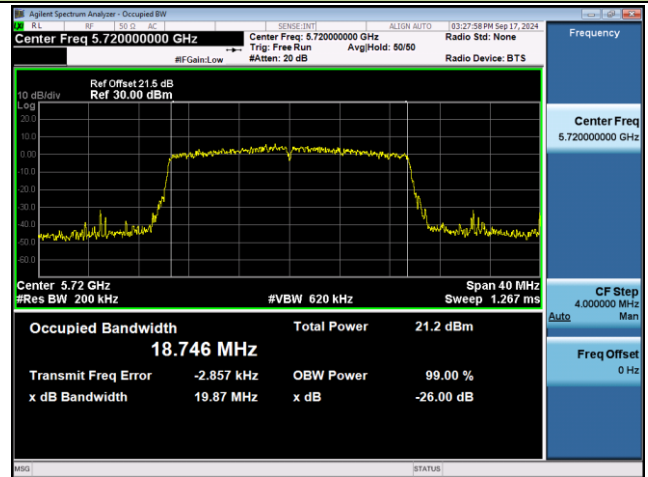 Agilent Spectrum Analyzer - Occupied BW
RL RF 50 Ω AC SENSE:INT ALIGN AUTO 03:27:58 PM Sep 17, 2024
Center Freq 5.720000000 GHz
Center Freq: 5.720000000 GHz
Radio Std: None
Trig: Free Run Avg|Hold: 50/50
#IFGain:Low #Atten: 20 dB Radio Device: BTS
Ref Offset 21.5 dB
10 dB/div Ref 30.00 dBm
Log
20.0
10.0
0.00
-10.0
-20.0
-30.0
-40.0
-50.0
-60.0
Center 5.72 GHz Span 40 MHz
#Res BW 200 kHz #VBW 620 kHz Sweep 1.267 ms
Occupied Bandwidth Total Power 21.2 dBm
18.746 MHz
Transmit Freq Error -2.857 kHz OBW Power 99.00 %
x dB Bandwidth 19.87 MHz x dB -26.00 dB
MSG STATUS
Frequency
Center Freq
5.720000000 GHz
CF Step
4.000000 MHz
Auto Man
Freq Offset
0 Hz